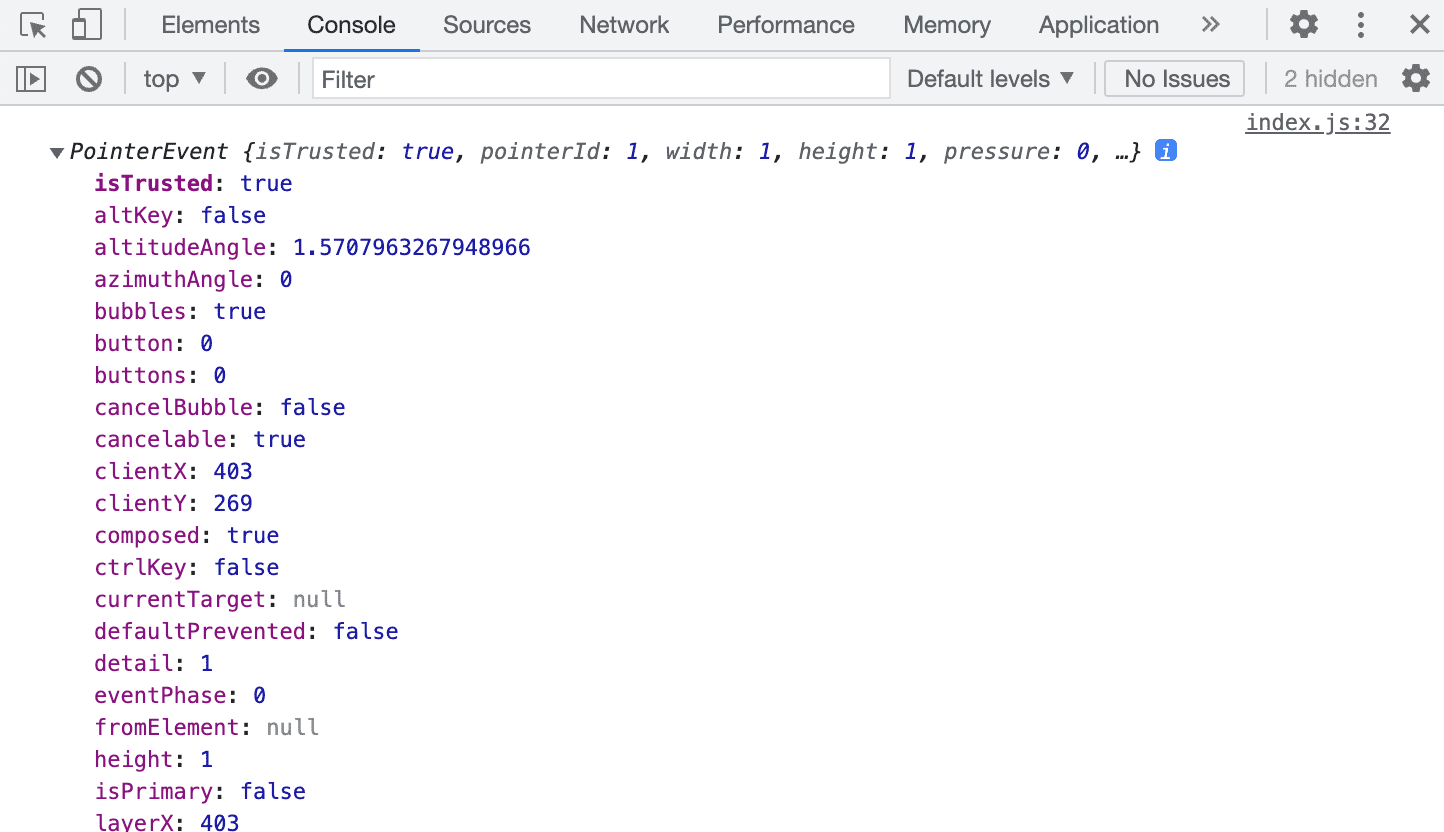 Elements Console Sources Network Performance Memory Application
top Filter Default levels No Issues 2 hidden
index.js:32
PointerEvent {isTrusted: true, pointerId: 1, width: 1, height: 1, pressure: 0, …}
isTrusted: true
altKey: false
altitudeAngle: 1.5707963267948966
azimuthAngle: 0
bubbles: true
button: 0
buttons: 0
cancelBubble: false
cancelable: true
clientX: 403
clientY: 269
composed: true
ctrlKey: false
currentTarget: null
defaultPrevented: false
detail: 1
eventPhase: 0
fromElement: null
height: 1
isPrimary: false
layerX: 403